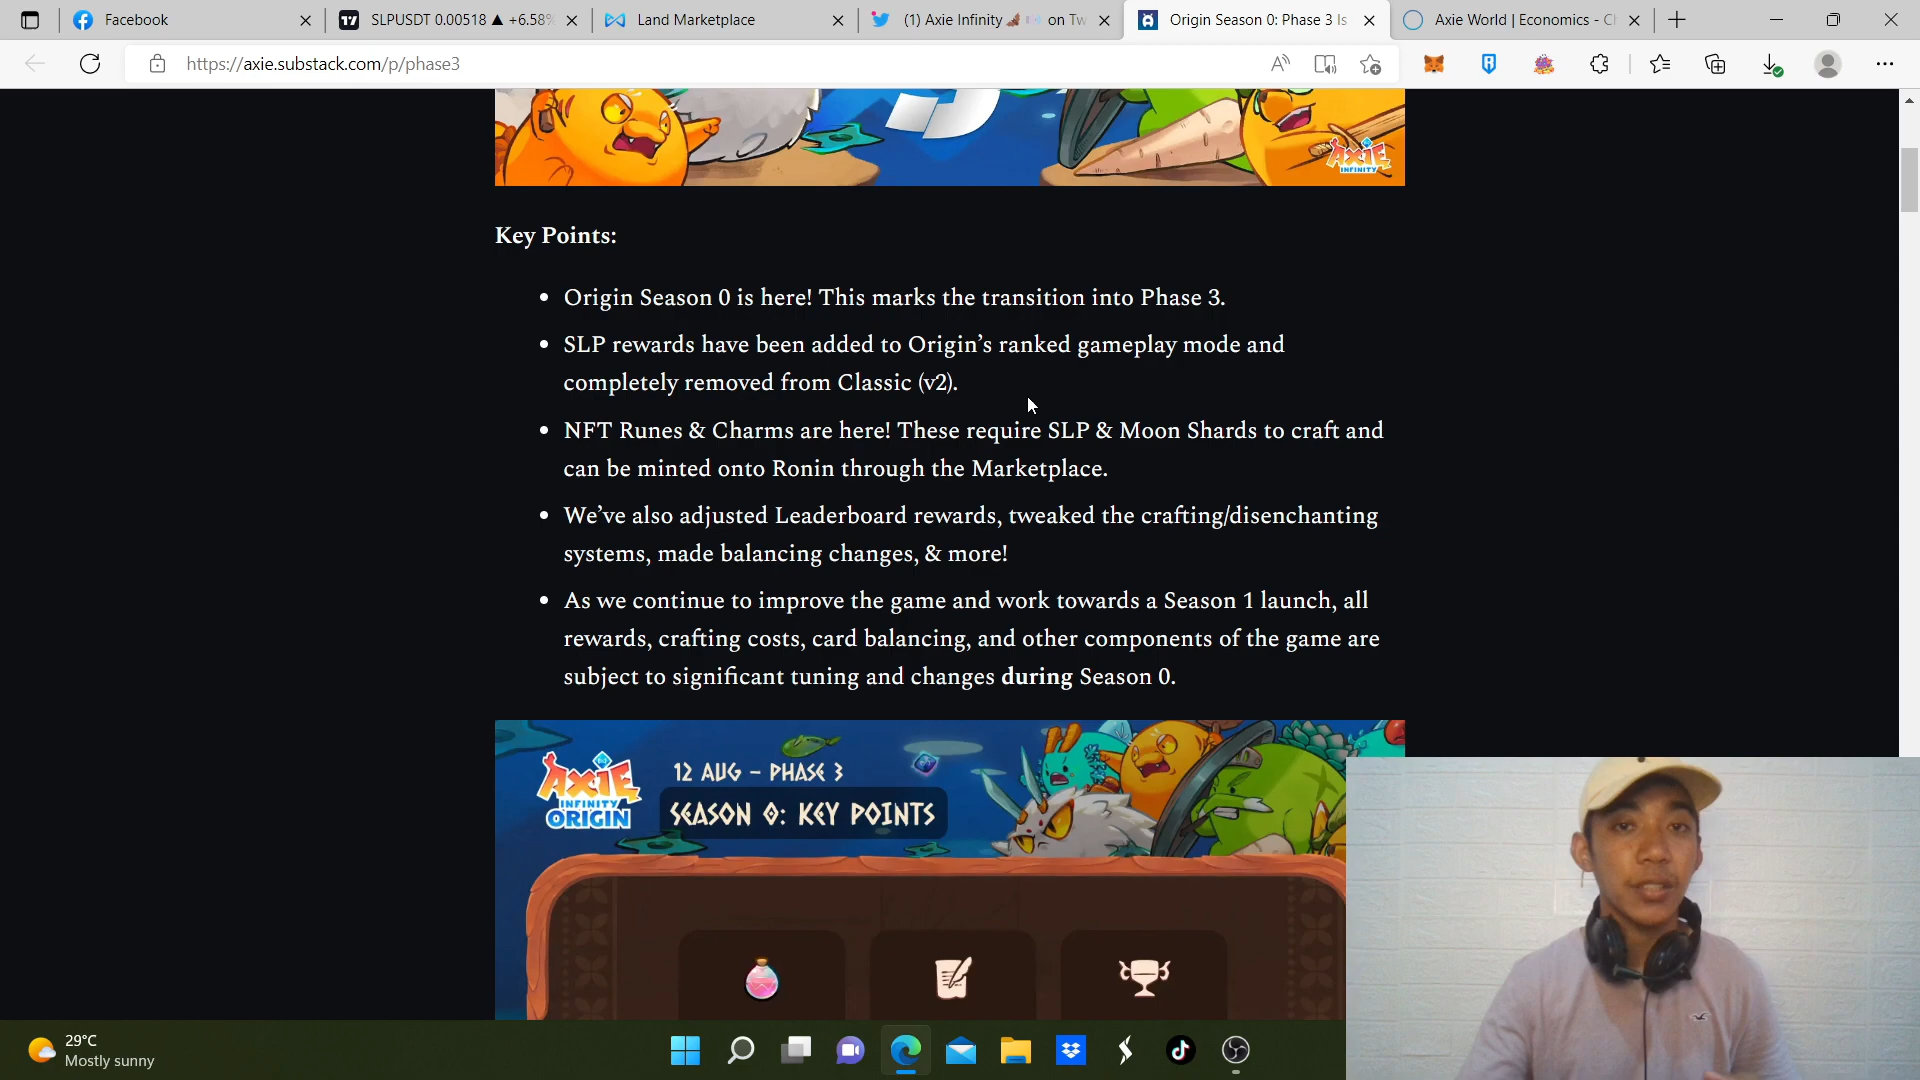 Facebook
SLPUSDT 0.00518 ▲ +6.58%
Land Marketplace
(1) Axie Infinity on Tw
Origin Season 0: Phase 3 Is
Axie World | Economics - Cl
https://axie.substack.com/p/phase3
AXIE
INFINITY
Key Points:
• Origin Season 0 is here! This marks the transition into Phase 3.
• SLP rewards have been added to Origin’s ranked gameplay mode and
completely removed from Classic (v2).
• NFT Runes & Charms are here! These require SLP & Moon Shards to craft and
can be minted onto Ronin through the Marketplace.
• We’ve also adjusted Leaderboard rewards, tweaked the crafting/disenchanting
systems, made balancing changes, & more!
• As we continue to improve the game and work towards a Season 1 launch, all
rewards, crafting costs, card balancing, and other components of the game are
subject to significant tuning and changes during Season 0.
AXIE
INFINITY
ORIGIN
12 AUG - PHASE 3
SEASON 0: KEY POINTS
29°C
Mostly sunny